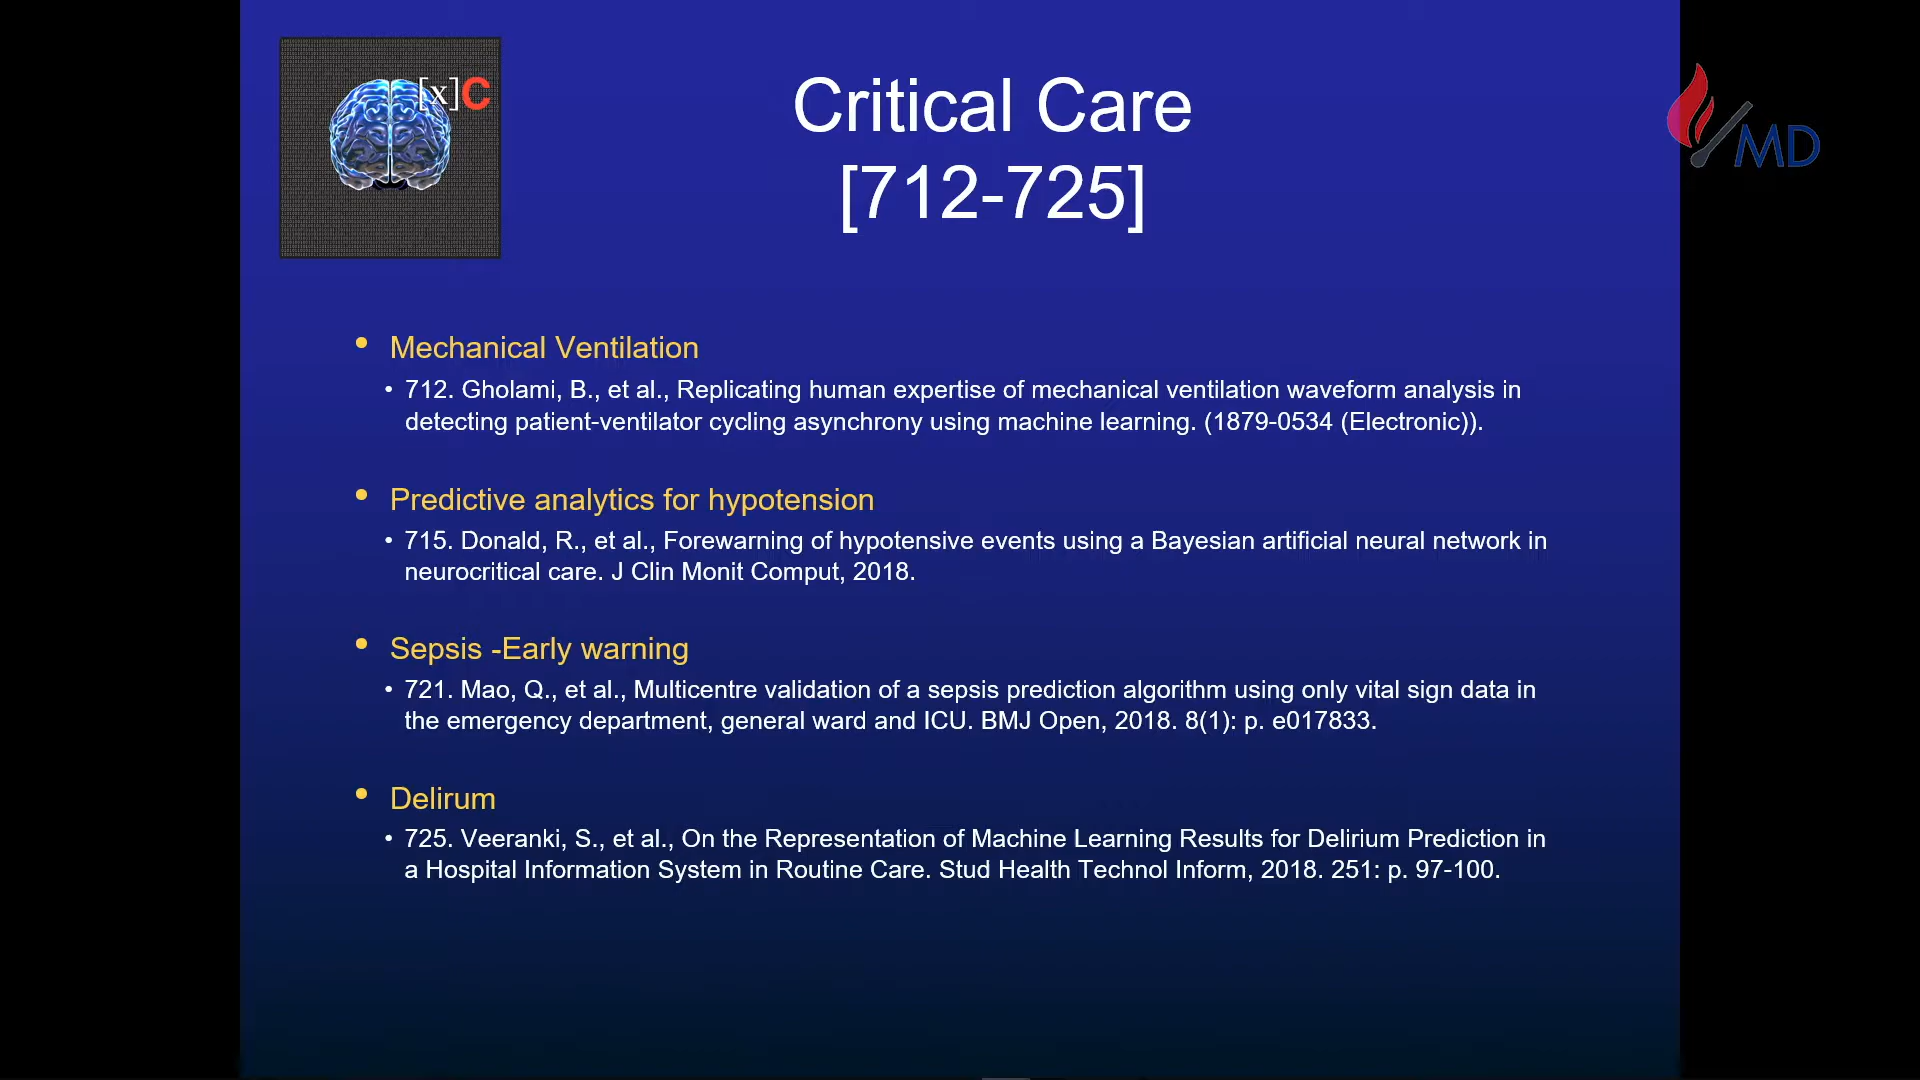 [x]C
Critical Care
[712-725]
MD
• Mechanical Ventilation
• 712. Gholami, B., et al., Replicating human expertise of mechanical ventilation waveform analysis in
detecting patient-ventilator cycling asynchrony using machine learning. (1879-0534 (Electronic)).
• Predictive analytics for hypotension
• 715. Donald, R., et al., Forewarning of hypotensive events using a Bayesian artificial neural network in
neurocritical care. J Clin Monit Comput, 2018.
• Sepsis -Early warning
• 721. Mao, Q., et al., Multicentre validation of a sepsis prediction algorithm using only vital sign data in
the emergency department, general ward and ICU. BMJ Open, 2018. 8(1): p. e017833.
• Delirum
• 725. Veeranki, S., et al., On the Representation of Machine Learning Results for Delirium Prediction in
a Hospital Information System in Routine Care. Stud Health Technol Inform, 2018. 251: p. 97-100.